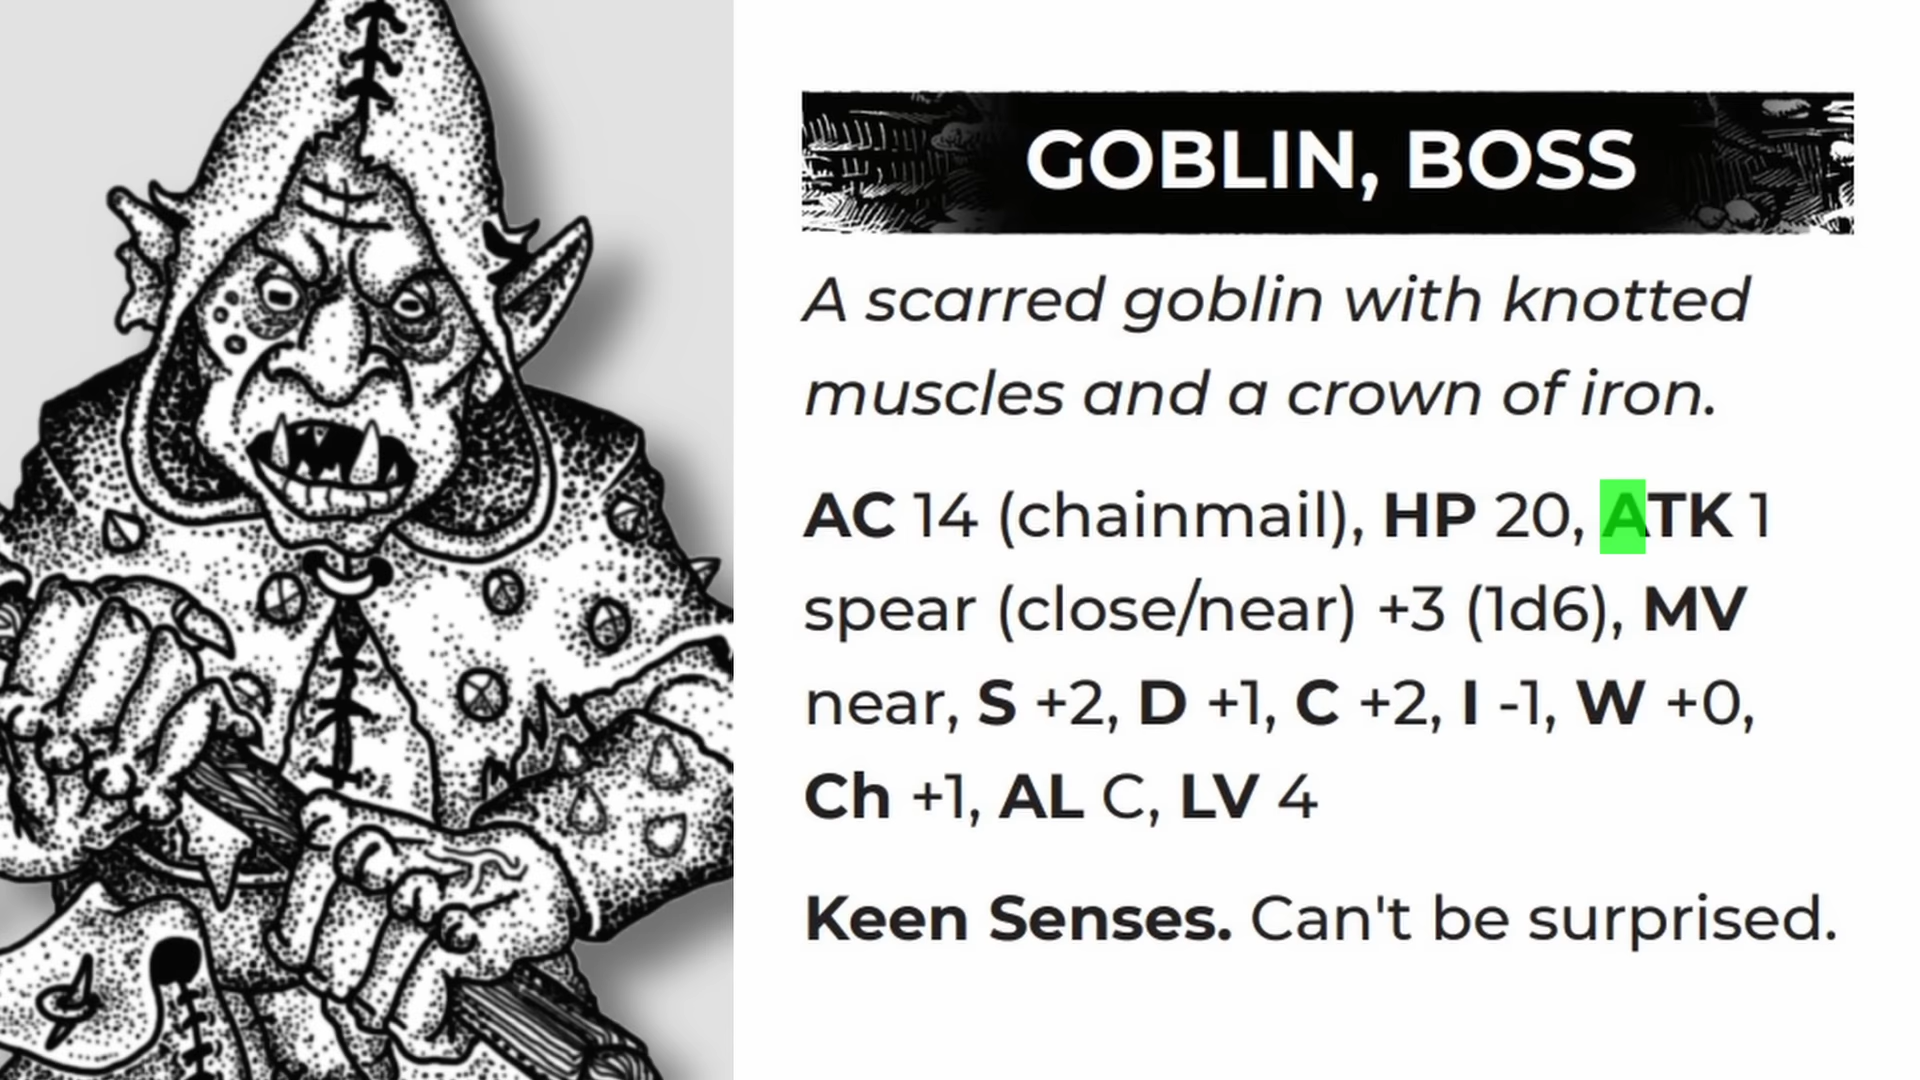 GOBLIN, BOSS
A scarred goblin with knotted
muscles and a crown of iron.
AC 14 (chainmail), HP 20, ATK 1
spear (close/near) +3 (1d6), MV
near, S +2, D +1, C +2, I -1, W +0,
Ch +1, AL C, LV 4
Keen Senses. Can't be surprised.